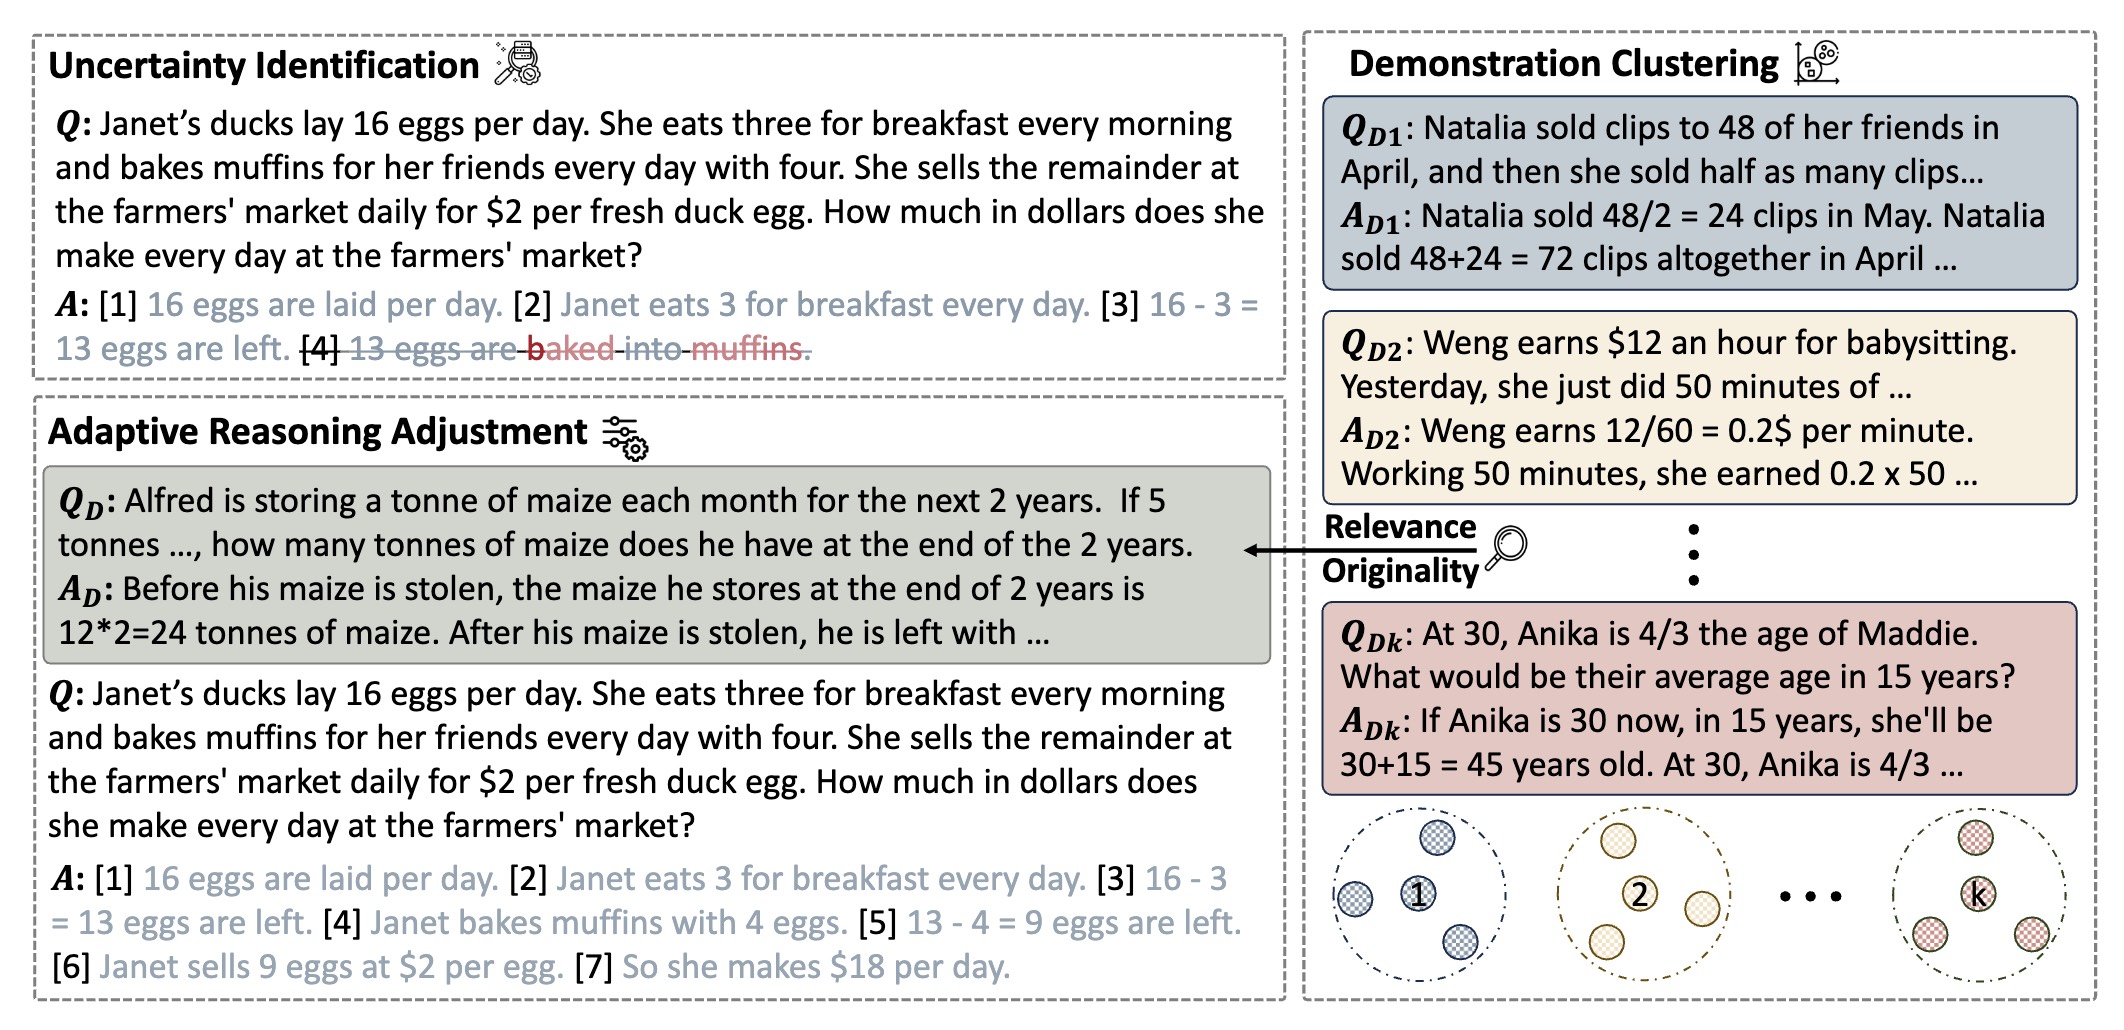 Uncertainty Identification
Q: Janet’s ducks lay 16 eggs per day. She eats three for breakfast every morning
and bakes muffins for her friends every day with four. She sells the remainder at
the farmers' market daily for $2 per fresh duck egg. How much in dollars does she
make every day at the farmers' market?
A: [1] 16 eggs are laid per day. [2] Janet eats 3 for breakfast every day. [3] 16 - 3 =
13 eggs are left. [4] 13 eggs are baked into muffins.
Adaptive Reasoning Adjustment
Q_D: Alfred is storing a tonne of maize each month for the next 2 years. If 5
tonnes ..., how many tonnes of maize does he have at the end of the 2 years.
A_D: Before his maize is stolen, the maize he stores at the end of 2 years is
12*2=24 tonnes of maize. After his maize is stolen, he is left with ...
Q: Janet’s ducks lay 16 eggs per day. She eats three for breakfast every morning
and bakes muffins for her friends every day with four. She sells the remainder at
the farmers' market daily for $2 per fresh duck egg. How much in dollars does
she make every day at the farmers' market?
A: [1] 16 eggs are laid per day. [2] Janet eats 3 for breakfast every day. [3] 16 - 3
= 13 eggs are left. [4] Janet bakes muffins with 4 eggs. [5] 13 - 4 = 9 eggs are left.
[6] Janet sells 9 eggs at $2 per egg. [7] So she makes $18 per day.
Demonstration Clustering
Q_D1: Natalia sold clips to 48 of her friends in
April, and then she sold half as many clips...
A_D1: Natalia sold 48/2 = 24 clips in May. Natalia
sold 48+24 = 72 clips altogether in April ...
Q_D2: Weng earns $12 an hour for babysitting.
Yesterday, she just did 50 minutes of ...
A_D2: Weng earns 12/60 = 0.2$ per minute.
Working 50 minutes, she earned 0.2 x 50 ...
Relevance
Originality
Q_Dk: At 30, Anika is 4/3 the age of Maddie.
What would be their average age in 15 years?
A_Dk: If Anika is 30 now, in 15 years, she'll be
30+15 = 45 years old. At 30, Anika is 4/3 ...
1 2 ... k